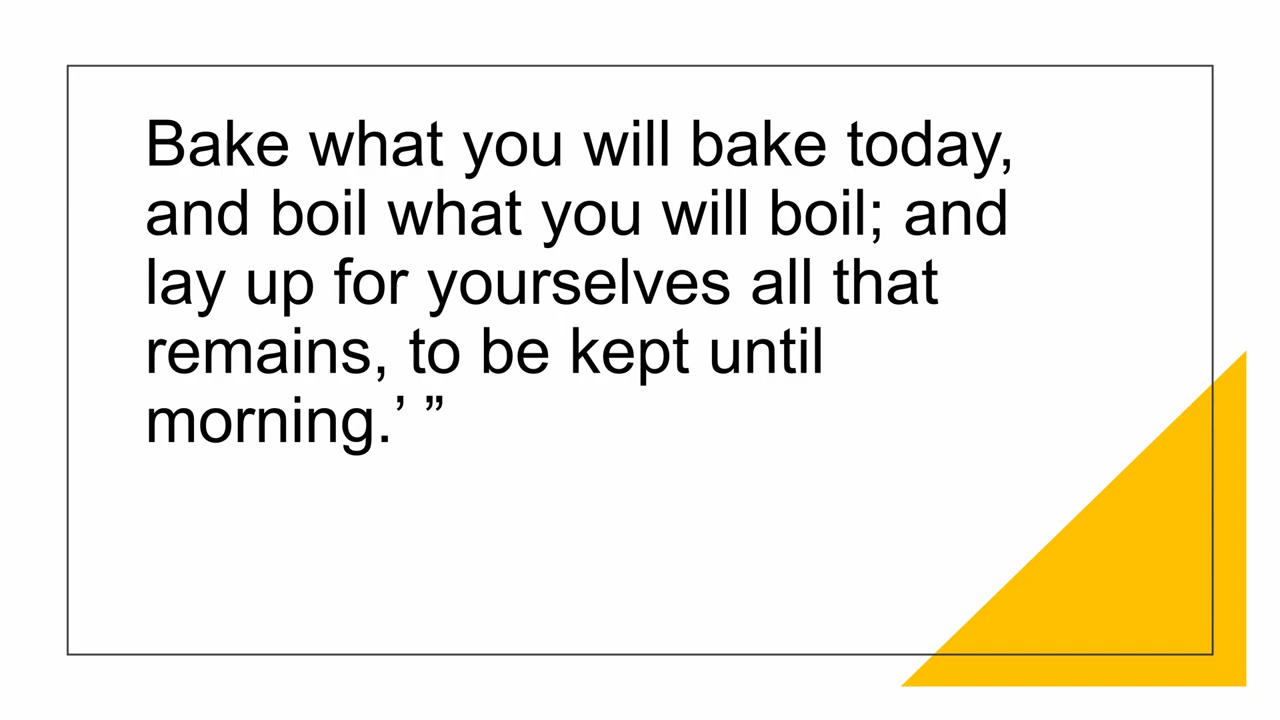 Bake what you will bake today,
and boil what you will boil; and
lay up for yourselves all that
remains, to be kept until
morning.’ ”